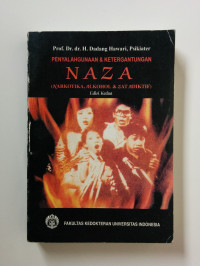 Prof. Dr. dr. H. Dadang Hawari, Psikiater
PENYALAHGUNAAN & KETERGANTUNGAN
NAZA
(NARKOTIKA, ALKOHOL & ZAT ADIKTIF)
Edisi Kedua
FAKULTAS KEDOKTERAN UNIVERSITAS INDONESIA